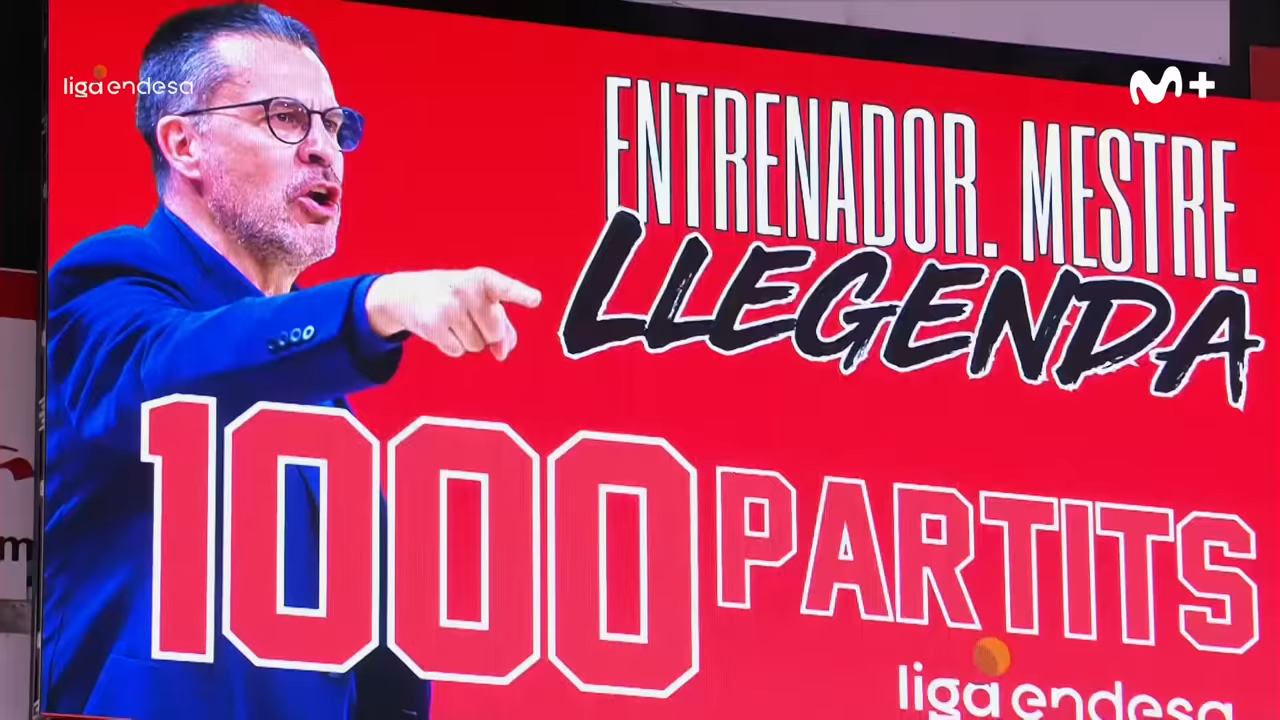 liga endesa
M+
ENTRENADOR. MESTRE.
LLEGENDA
1000 PARTITS
liga endesa
m